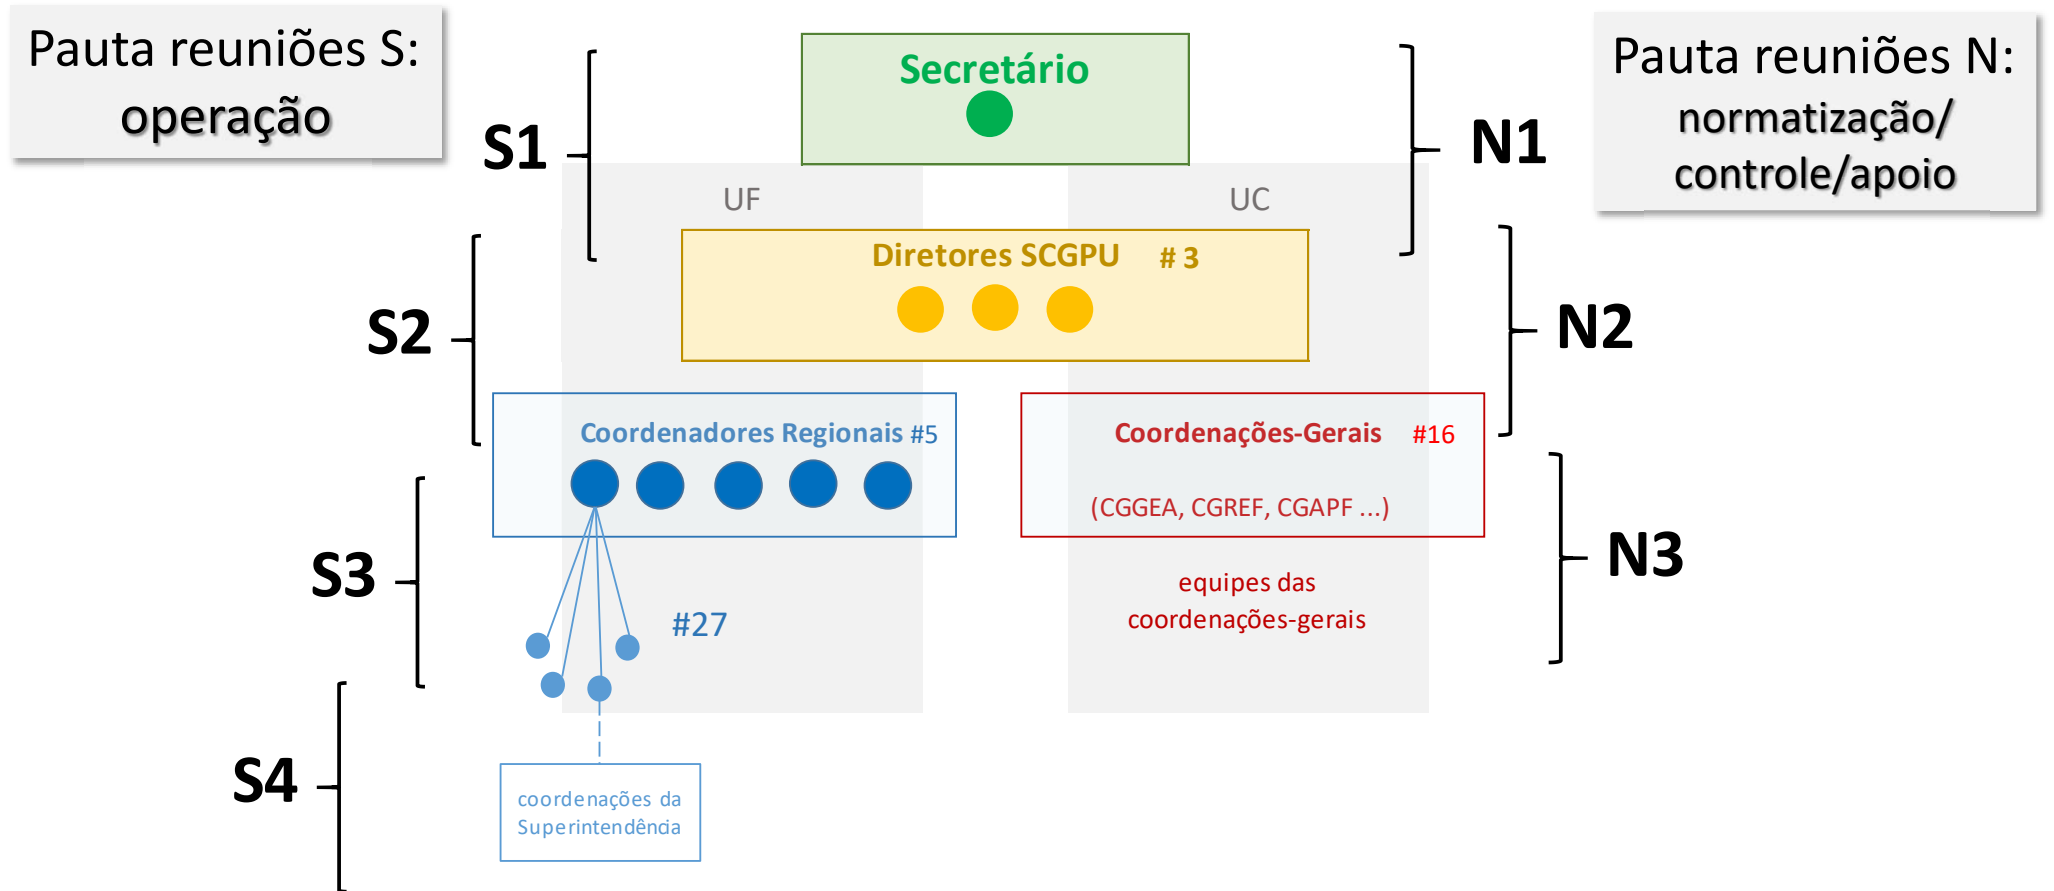 Pauta reuniões S:
operação
Pauta reuniões N:
normatização/
controle/apoio
Secretário
S1
N1
UF
UC
Diretores SCGPU # 3
S2
N2
Coordenadores Regionais #5
Coordenações-Gerais #16
(CGGEA, CGREF, CGAPF ...)
S3
N3
equipes das
coordenações-gerais
#27
S4
coordenações da
Superintendência